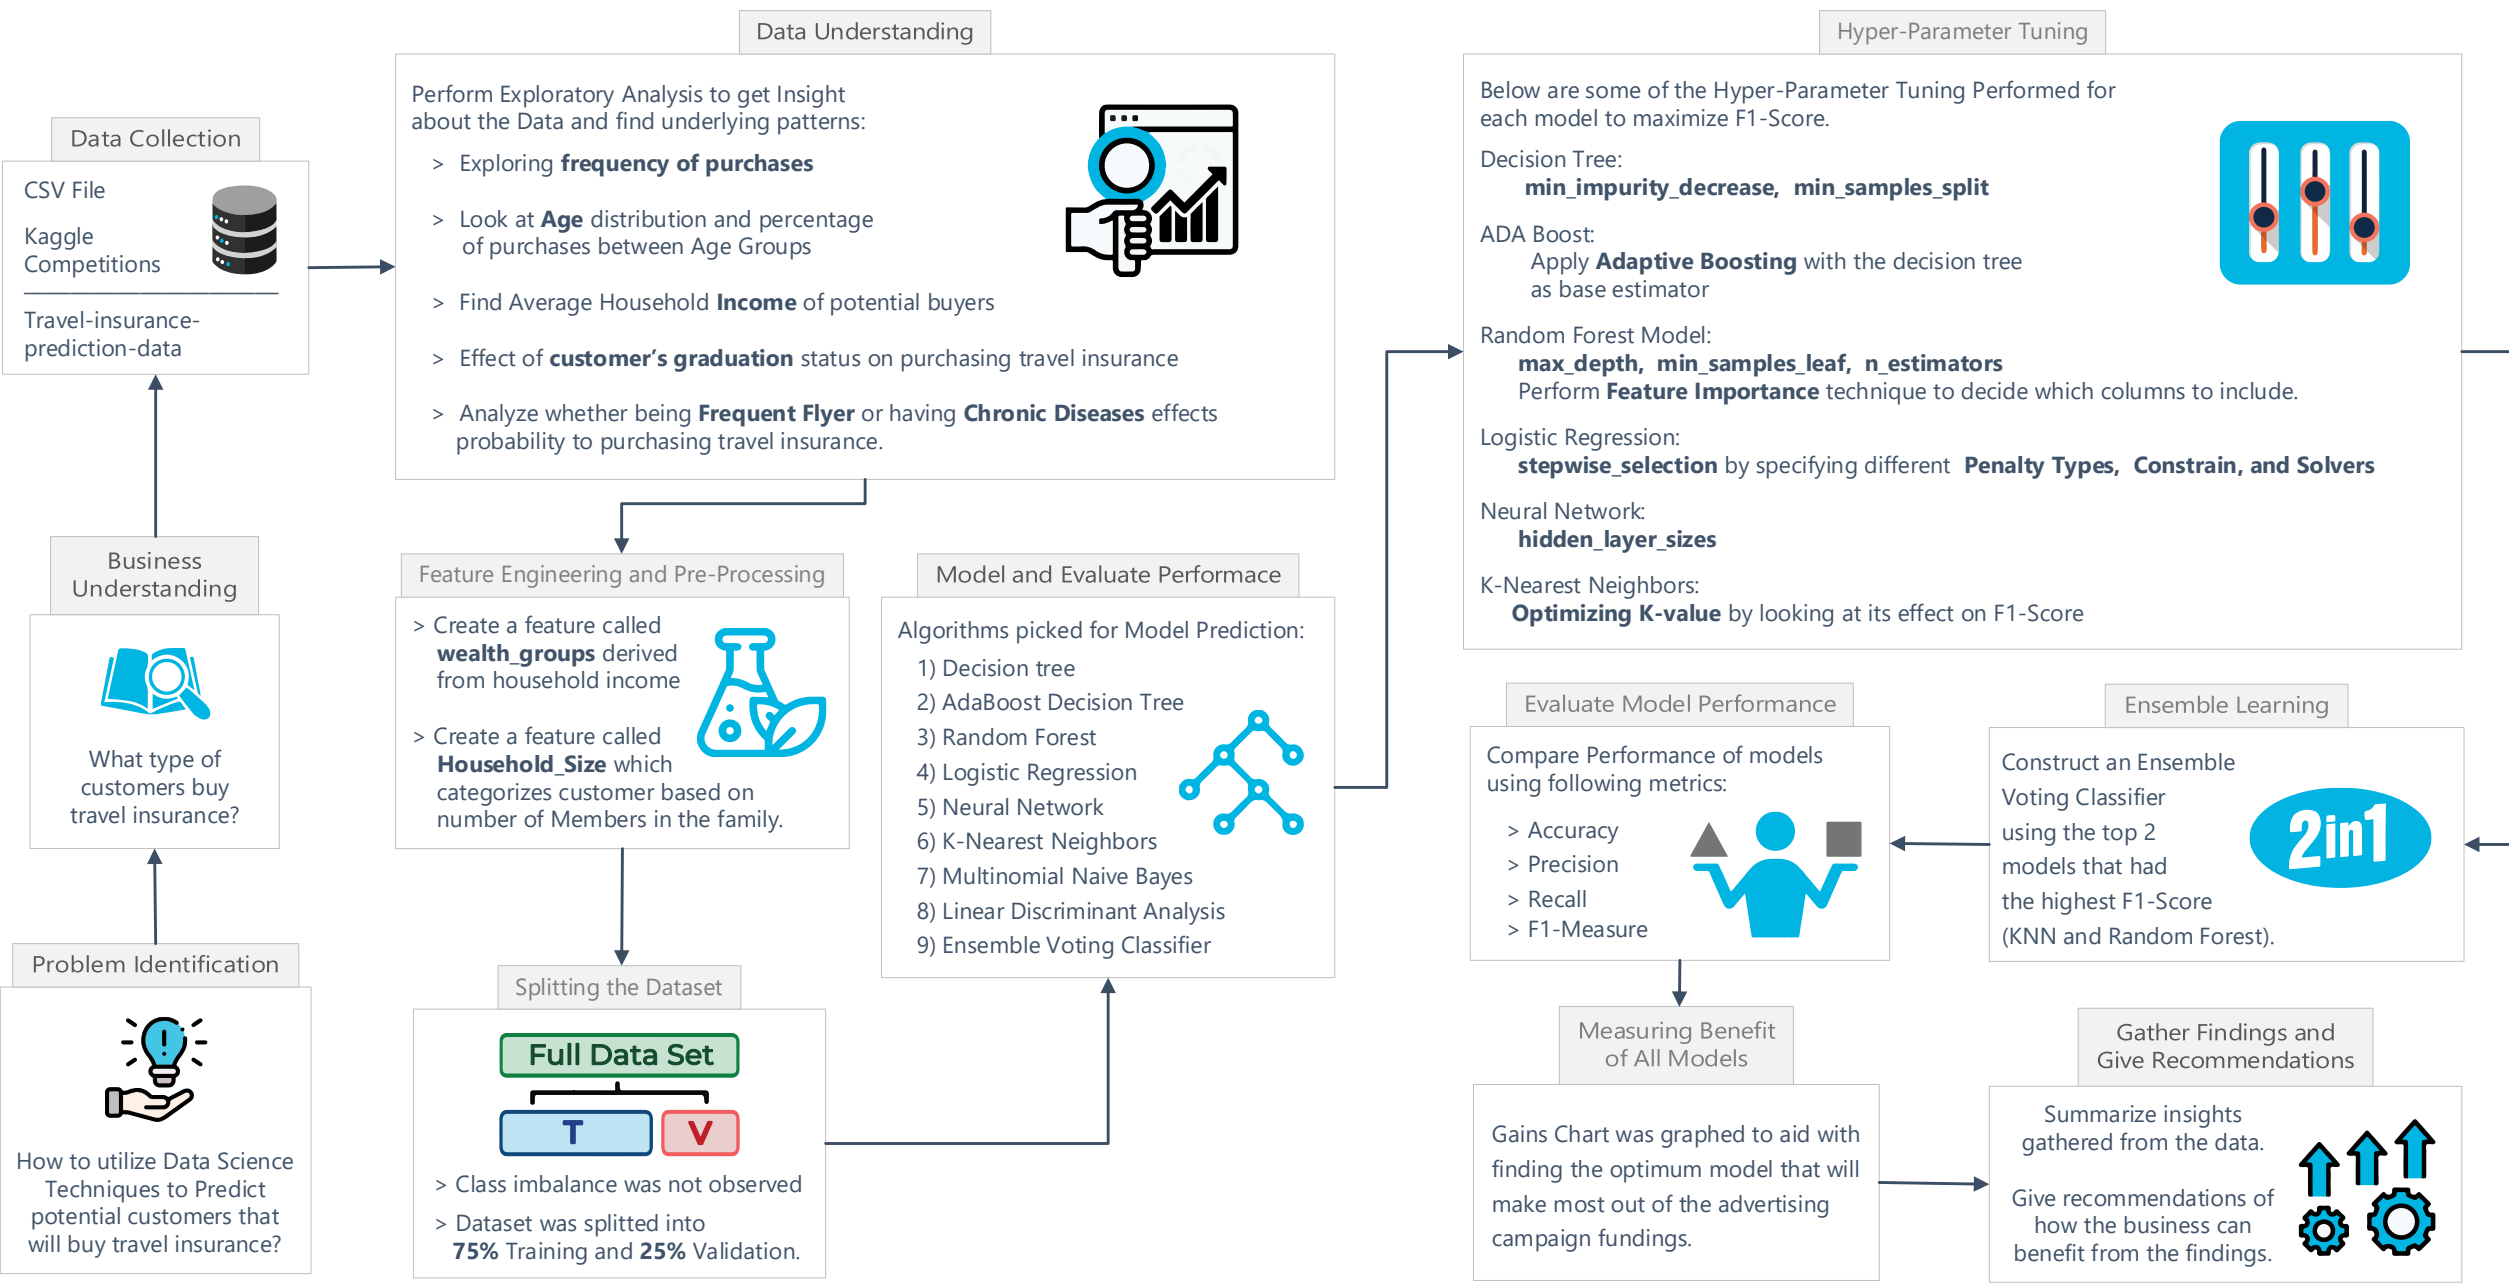 Problem Identification
How to utilize Data Science
Techniques to Predict
potential customers that
will buy travel insurance?
Business
Understanding
What type of
customers buy
travel insurance?
Data Collection
CSV File
Kaggle
Competitions
Travel-insurance-
prediction-data
Data Understanding
Perform Exploratory Analysis to get Insight
about the Data and find underlying patterns:
> Exploring frequency of purchases
> Look at Age distribution and percentage
of purchases between Age Groups
> Find Average Household Income of potential buyers
> Effect of customer's graduation status on purchasing travel insurance
> Analyze whether being Frequent Flyer or having Chronic Diseases effects
probability to purchasing travel insurance.
Feature Engineering and Pre-Processing
> Create a feature called
wealth_groups derived
from household income
> Create a feature called
Household_Size which
categorizes customer based on
number of Members in the family.
Splitting the Dataset
Full Data Set
T V
> Class imbalance was not observed
> Dataset was splitted into
75% Training and 25% Validation.
Model and Evaluate Performace
Algorithms picked for Model Prediction:
1) Decision tree
2) AdaBoost Decision Tree
3) Random Forest
4) Logistic Regression
5) Neural Network
6) K-Nearest Neighbors
7) Multinomial Naive Bayes
8) Linear Discriminant Analysis
9) Ensemble Voting Classifier
Hyper-Parameter Tuning
Below are some of the Hyper-Parameter Tuning Performed for
each model to maximize F1-Score.
Decision Tree:
min_impurity_decrease, min_samples_split
ADA Boost:
Apply Adaptive Boosting with the decision tree
as base estimator
Random Forest Model:
max_depth, min_samples_leaf, n_estimators
Perform Feature Importance technique to decide which columns to include.
Logistic Regression:
stepwise_selection by specifying different Penalty Types, Constrain, and Solvers
Neural Network:
hidden_layer_sizes
K-Nearest Neighbors:
Optimizing K-value by looking at its effect on F1-Score
Ensemble Learning
Construct an Ensemble
Voting Classifier
using the top 2
models that had
the highest F1-Score
(KNN and Random Forest).
2in1
Evaluate Model Performance
Compare Performance of models
using following metrics:
> Accuracy
> Precision
> Recall
> F1-Measure
Measuring Benefit
of All Models
Gains Chart was graphed to aid with
finding the optimum model that will
make most out of the advertising
campaign fundings.
Gather Findings and
Give Recommendations
Summarize insights
gathered from the data.
Give recommendations of
how the business can
benefit from the findings.